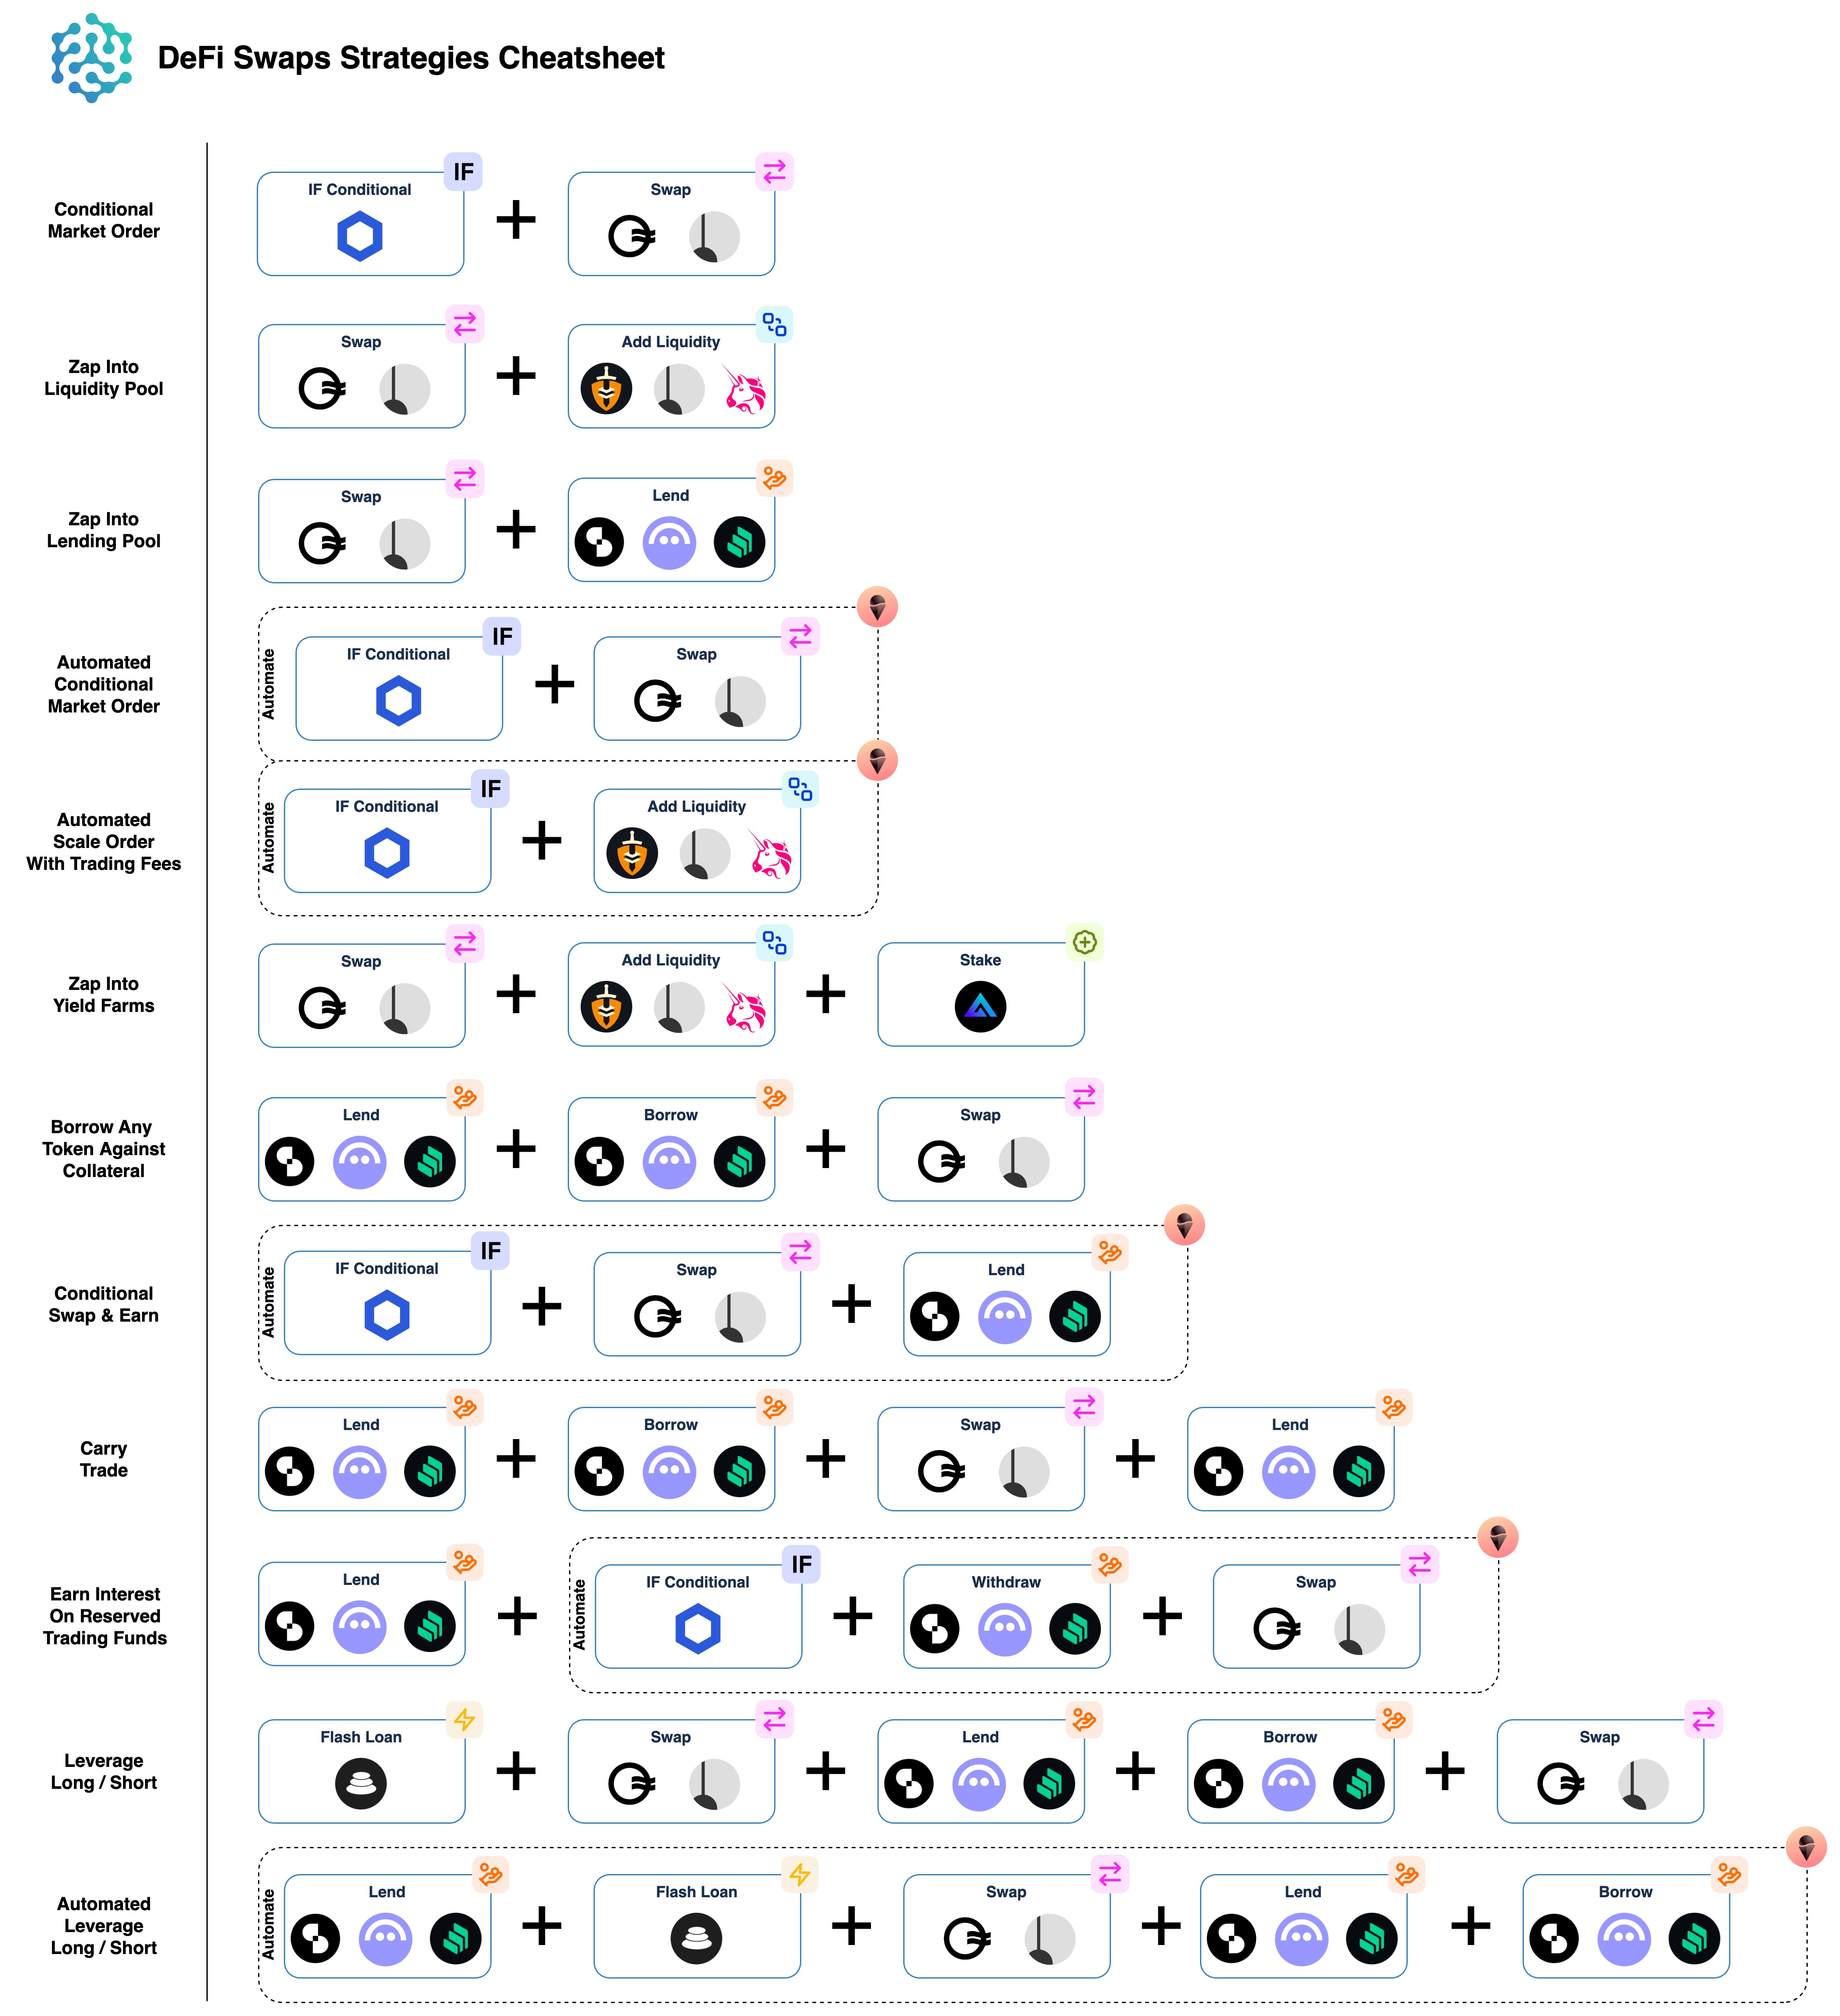 DeFi Swaps Strategies Cheatsheet
Conditional
Market Order
IF Conditional
IF
Swap
Zap Into
Liquidity Pool
Swap
Add Liquidity
Zap Into
Lending Pool
Swap
Lend
Automated
Conditional
Market Order
Automate
IF Conditional
IF
Swap
Automated
Scale Order
With Trading Fees
Automate
IF Conditional
IF
Add Liquidity
Zap Into
Yield Farms
Swap
Add Liquidity
Stake
Borrow Any
Token Against
Collateral
Lend
Borrow
Swap
Conditional
Swap & Earn
Automate
IF Conditional
IF
Swap
Lend
Carry
Trade
Lend
Borrow
Swap
Lend
Earn Interest
On Reserved
Trading Funds
Lend
Automate
IF Conditional
IF
Withdraw
Swap
Leverage
Long / Short
Flash Loan
Swap
Lend
Borrow
Swap
Automated
Leverage
Long / Short
Automate
Lend
Flash Loan
Swap
Lend
Borrow